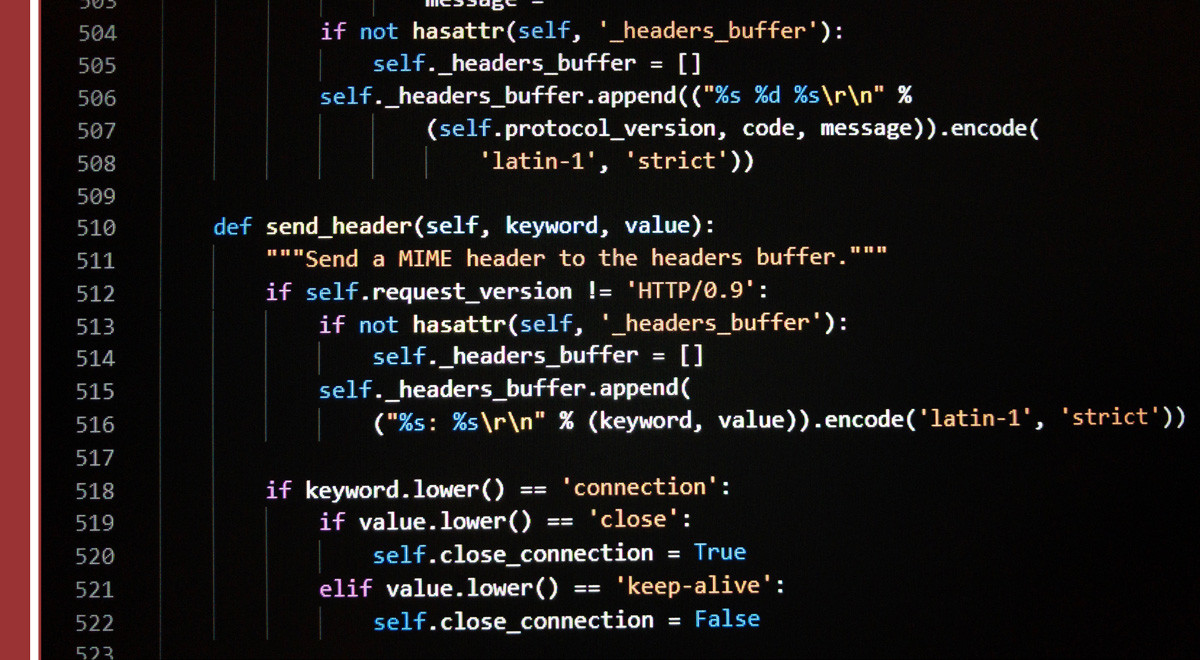 503 message =
504 if not hasattr(self, '_headers_buffer'):
505 self._headers_buffer = []
506 self._headers_buffer.append(("%s %d %s\r\n" %
507 (self.protocol_version, code, message)).encode(
508 'latin-1', 'strict'))
509
510 def send_header(self, keyword, value):
511 """Send a MIME header to the headers buffer."""
512 if self.request_version != 'HTTP/0.9':
513 if not hasattr(self, '_headers_buffer'):
514 self._headers_buffer = []
515 self._headers_buffer.append(
516 ("%s: %s\r\n" % (keyword, value)).encode('latin-1', 'strict'))
517
518 if keyword.lower() == 'connection':
519 if value.lower() == 'close':
520 self.close_connection = True
521 elif value.lower() == 'keep-alive':
522 self.close_connection = False
523